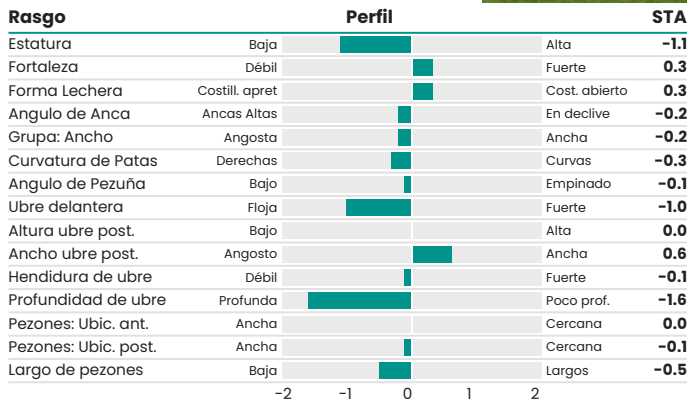 Rasgo Perfil STA
Estatura Baja Alta -1.1
Fortaleza Débil Fuerte 0.3
Forma Lechera Costill. apret Cost. abierto 0.3
Angulo de Anca Ancas Altas En declive -0.2
Grupa: Ancho Angosta Ancha -0.2
Curvatura de Patas Derechas Curvas -0.3
Angulo de Pezuña Bajo Empinado -0.1
Ubre delantera Floja Fuerte -1.0
Altura ubre post. Bajo Alta 0.0
Ancho ubre post. Angosto Ancha 0.6
Hendidura de ubre Débil Fuerte -0.1
Profundidad de ubre Profunda Poco prof. -1.6
Pezones: Ubic. ant. Ancha Cercana 0.0
Pezones: Ubic. post. Ancha Cercana -0.1
Largo de pezones Baja Largos -0.5
-2 -1 0 1 2